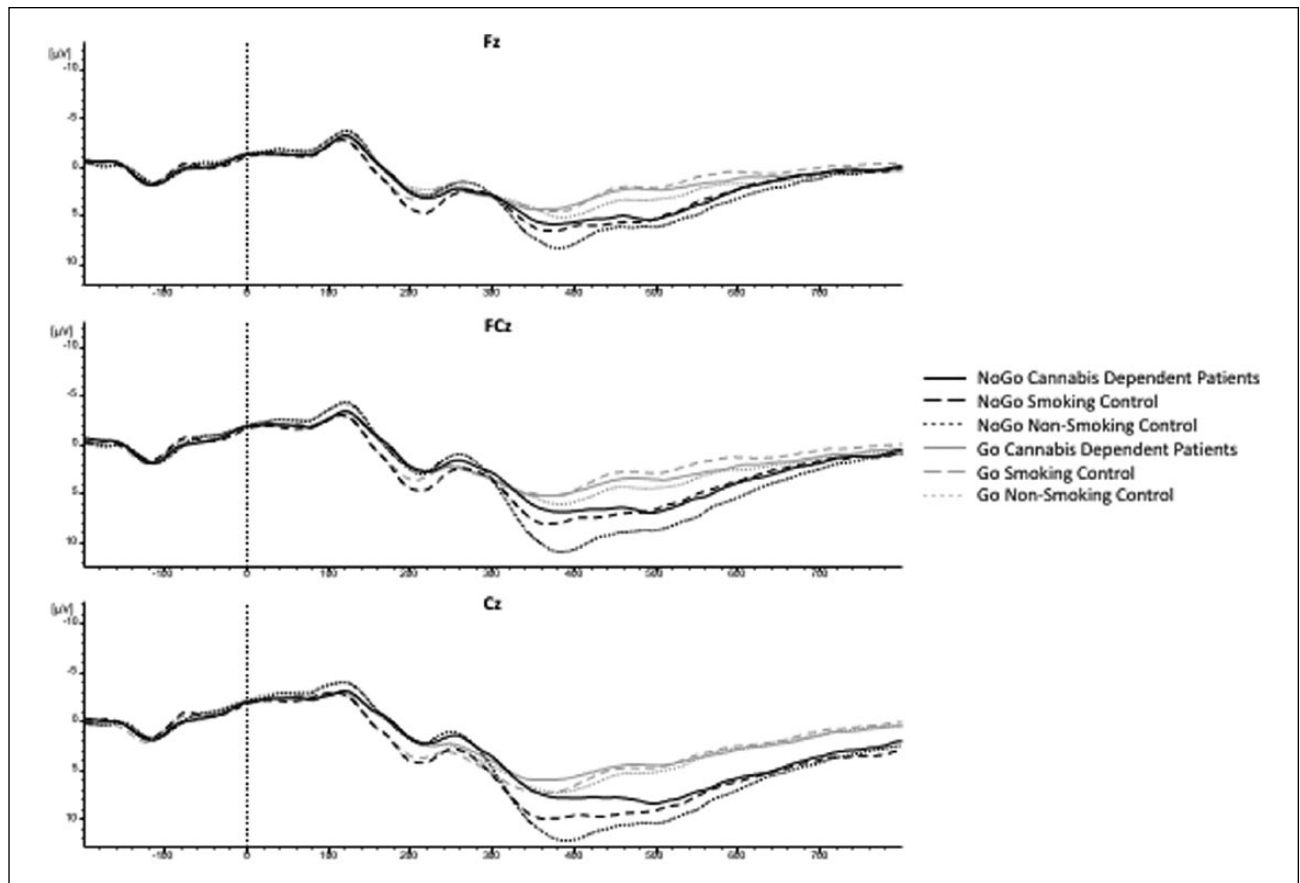 Fz
[µV]
-10
-5
0
5
10
-100 0 100 200 300 400 500 600 700
FCz
[µV]
-10
-5
0
5
10
-100 0 100 200 300 400 500 600 700
NoGo Cannabis Dependent Patients
NoGo Smoking Control
NoGo Non-Smoking Control
Go Cannabis Dependent Patients
Go Smoking Control
Go Non-Smoking Control
Cz
[µV]
-10
-5
0
5
10
-100 0 100 200 300 400 500 600 700